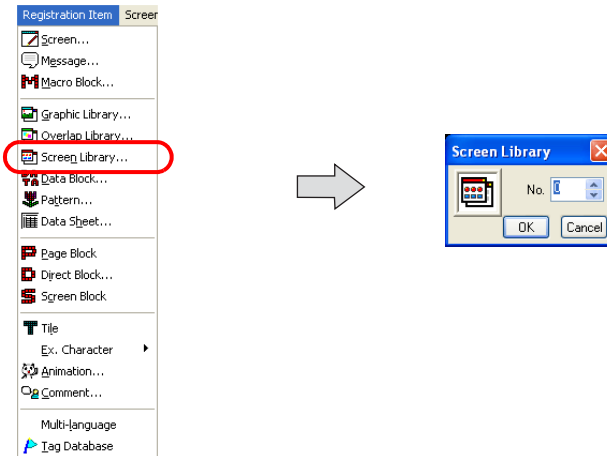 Registration Item Screen
Screen...
Message...
Macro Block...
Graphic Library...
Overlap Library...
Screen Library...
Data Block...
Pattern...
Data Sheet...
Page Block
Direct Block...
Screen Block
Tile
Ex. Character
Animation...
Comment...
Multi-language
Tag Database
Screen Library
No. 0
OK Cancel